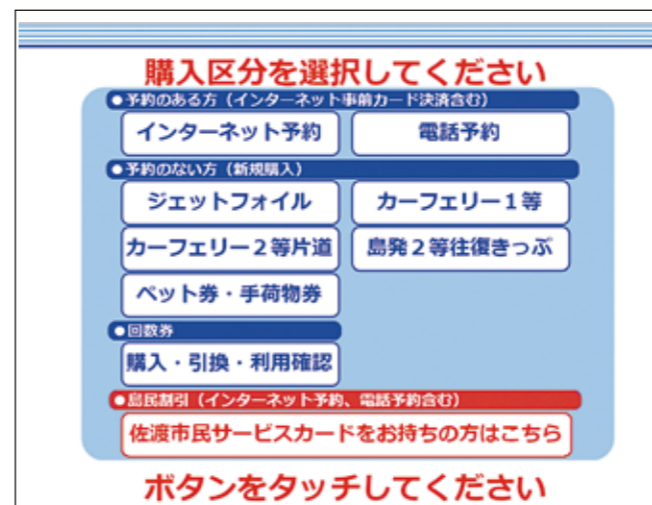 購入区分を選択してください
●予約のある方（インターネット事前カード決済含む）
インターネット予約 電話予約
●予約のない方（新規購入）
ジェットフォイル カーフェリー１等
カーフェリー２等片道 島発２等往復きっぷ
ペット券・手荷物券
●回数券
購入・引換・利用確認
●島民割引（インターネット予約、電話予約含む）
佐渡市民サービスカードをお持ちの方はこちら
ボタンをタッチしてください